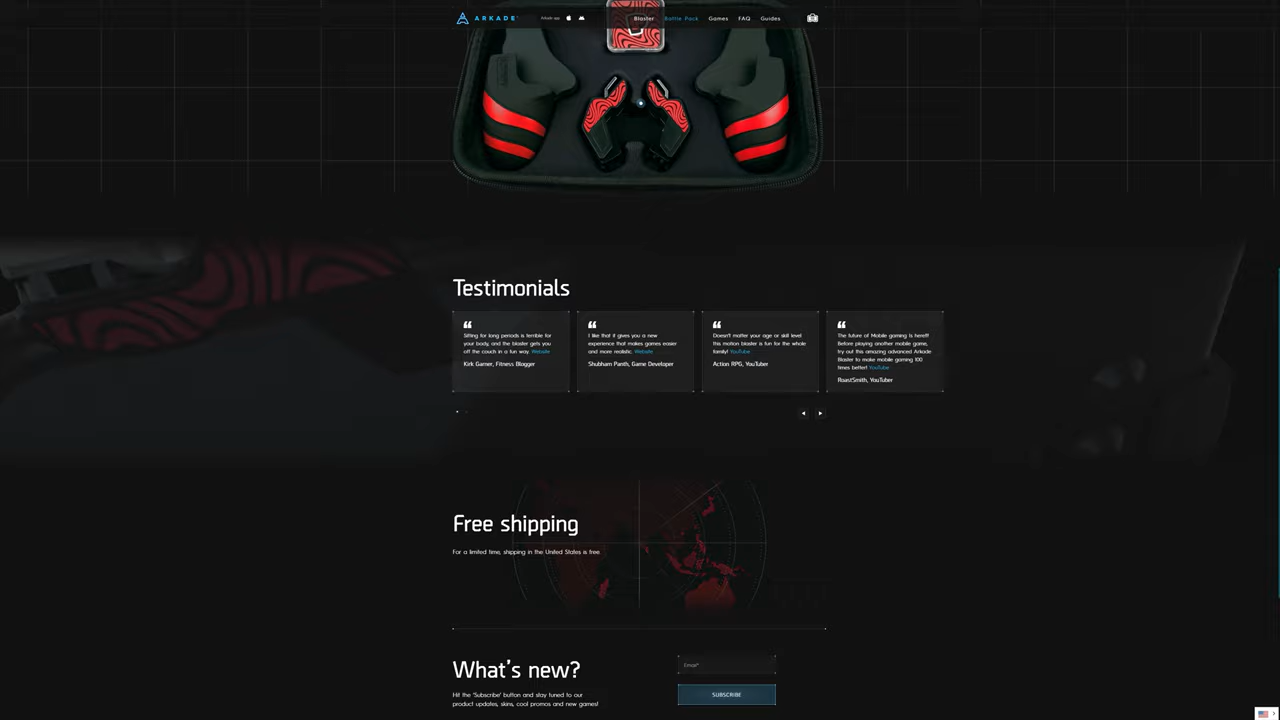 ARKADE
Arkade app
Blaster
Battle Pack
Games
FAQ
Guides
Testimonials
Sitting for long periods is terrible for
your body, and the blaster gets you
off the couch in a fun way. Website
Kirk Garner, Fitness Blogger
I like that it gives you a new
experience that makes games easier
and more realistic. Website
Shubham Panth, Game Developer
Doesn't matter your age or skill level
this motion blaster is fun for the whole
family! YouTube
Action RPG, YouTuber
The future of Mobile gaming Is here!!!
Before playing another mobile game,
try out this amazing advanced Arkade
Blaster to make mobile gaming 100
times better! YouTube
RoastSmith, YouTuber
Free shipping
For a limited time, shipping in the United States is free.
What's new?
Hit the 'Subscribe' button and stay tuned to our
product updates, skins, cool promos and new games!
Email*
SUBSCRIBE